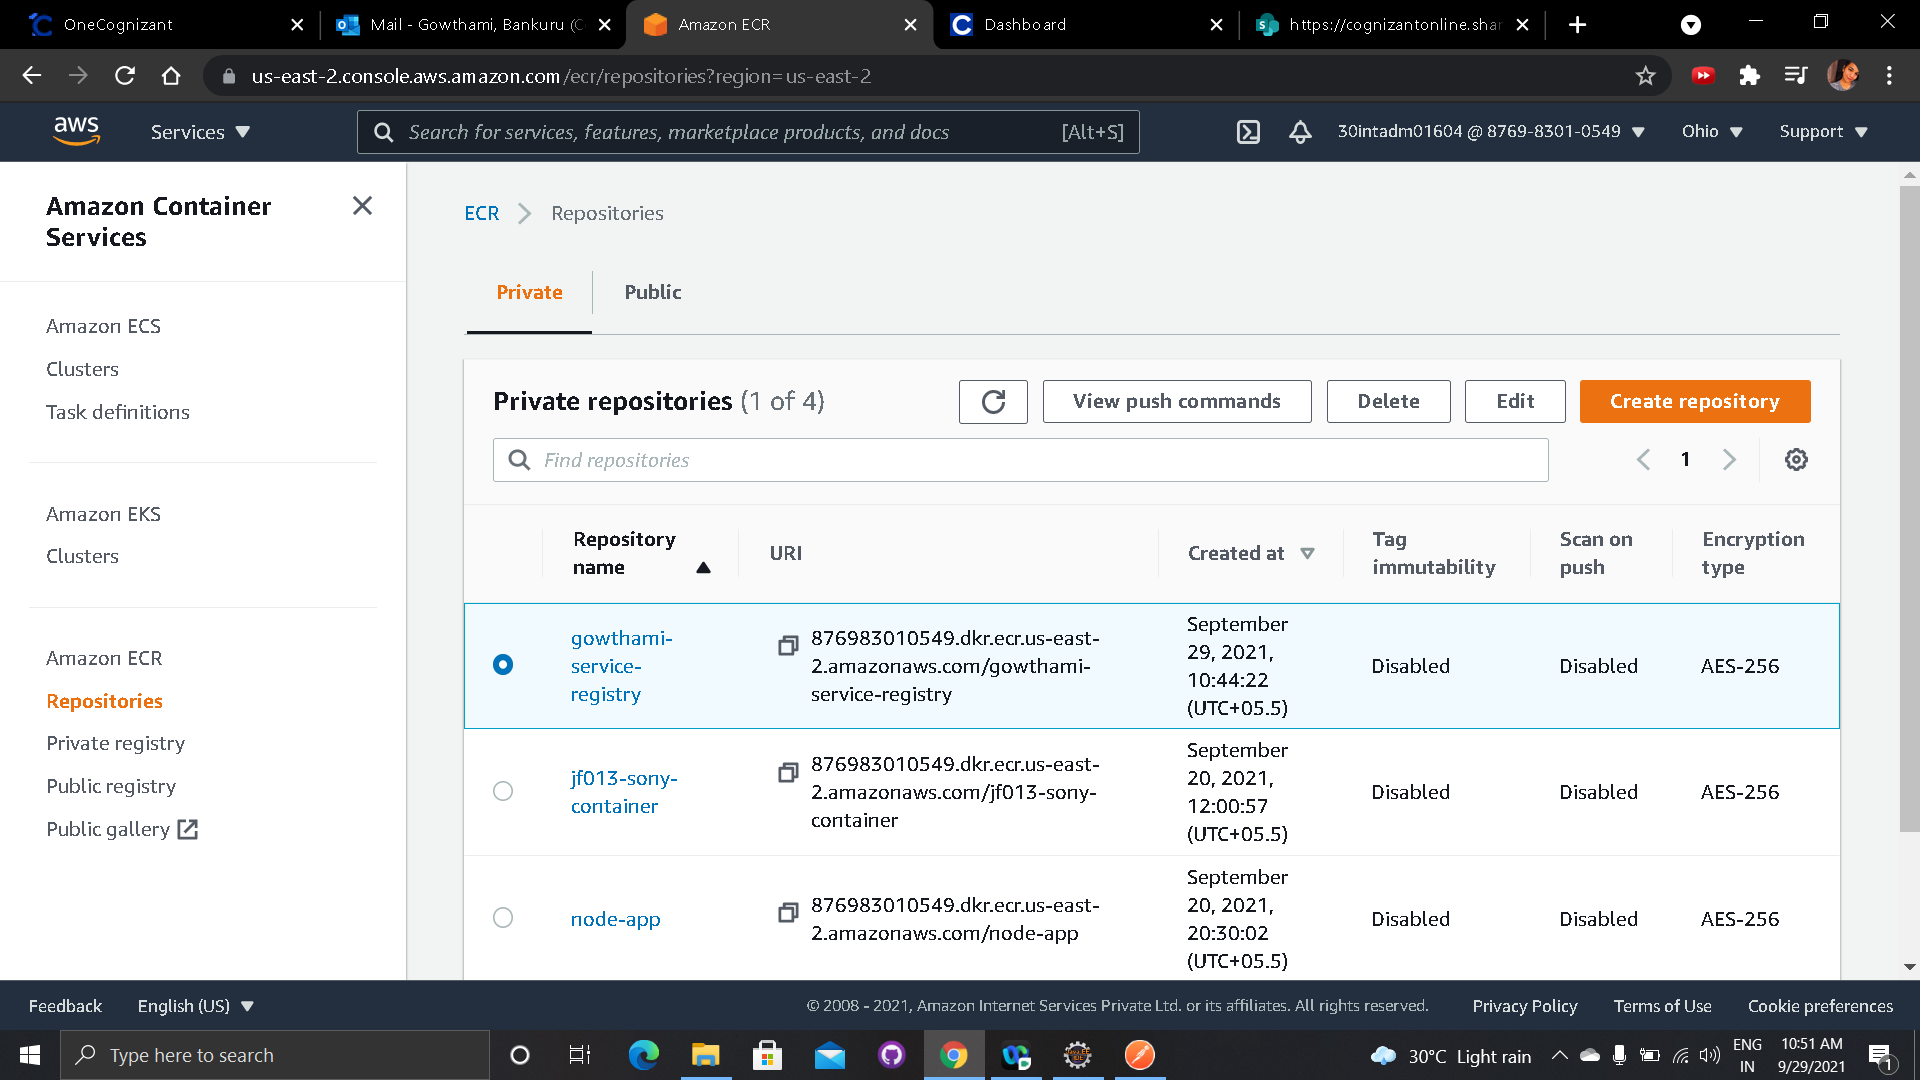 OneCognizant
Mail - Gowthami, Bankuru (C
Amazon ECR
Dashboard
https://cognizantonline.shar
us-east-2.console.aws.amazon.com/ecr/repositories?region=us-east-2
aws
Services
Search for services, features, marketplace products, and docs
[Alt+S]
30intadm01604 @ 8769-8301-0549
Ohio
Support
Amazon Container
Services
Amazon ECS
Clusters
Task definitions
Amazon EKS
Clusters
Amazon ECR
Repositories
Private registry
Public registry
Public gallery
ECR
Repositories
Private
Public
Private repositories (1 of 4)
View push commands
Delete
Edit
Create repository
Find repositories
1
Repository
name
URI
Created at
Tag
immutability
Scan on
push
Encryption
type
gowthami-
service-
registry
876983010549.dkr.ecr.us-east-
2.amazonaws.com/gowthami-
service-registry
September
29, 2021,
10:44:22
(UTC+05.5)
Disabled
Disabled
AES-256
jf013-sony-
container
876983010549.dkr.ecr.us-east-
2.amazonaws.com/jf013-sony-
container
September
20, 2021,
12:00:57
(UTC+05.5)
Disabled
Disabled
AES-256
node-app
876983010549.dkr.ecr.us-east-
2.amazonaws.com/node-app
September
20, 2021,
20:30:02
(UTC+05.5)
Disabled
Disabled
AES-256
Feedback
English (US)
© 2008 - 2021, Amazon Internet Services Private Ltd. or its affiliates. All rights reserved.
Privacy Policy
Terms of Use
Cookie preferences
Type here to search
30°C Light rain
ENG
IN
10:51 AM
9/29/2021
1